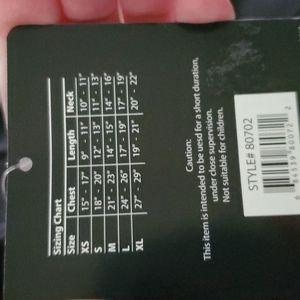 Sizing Chart
Size Chest Length Neck
XS 15" - 17" 9" - 11" 10" - 11"
S 18" - 20" 12" - 13" 11" - 13"
M 21" - 23" 14" - 15" 14" - 16"
L 24" - 26" 17" - 19" 17" - 19"
XL 27" - 29" 19" - 21" 20" - 22"
Caution:
This item is intended to be uesd for a short duration,
under close supervision.
Not suitable for children.
STYLE# 80702